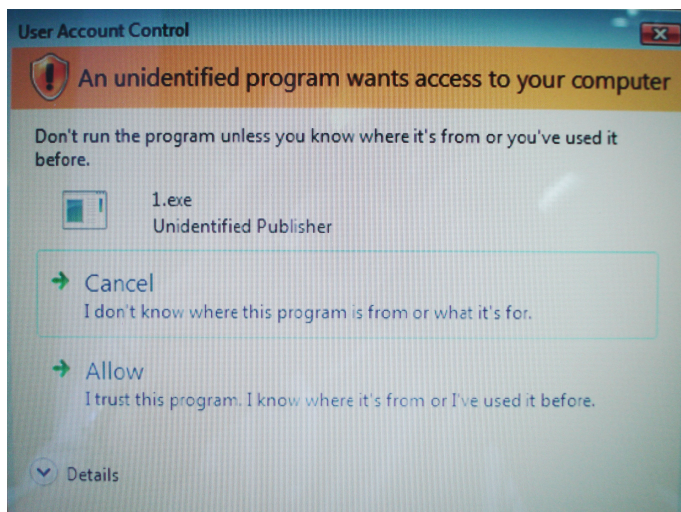 User Account Control
An unidentified program wants access to your computer
Don't run the program unless you know where it's from or you've used it
before.
1.exe
Unidentified Publisher
Cancel
I don't know where this program is from or what it's for.
Allow
I trust this program. I know where it's from or I've used it before.
Details